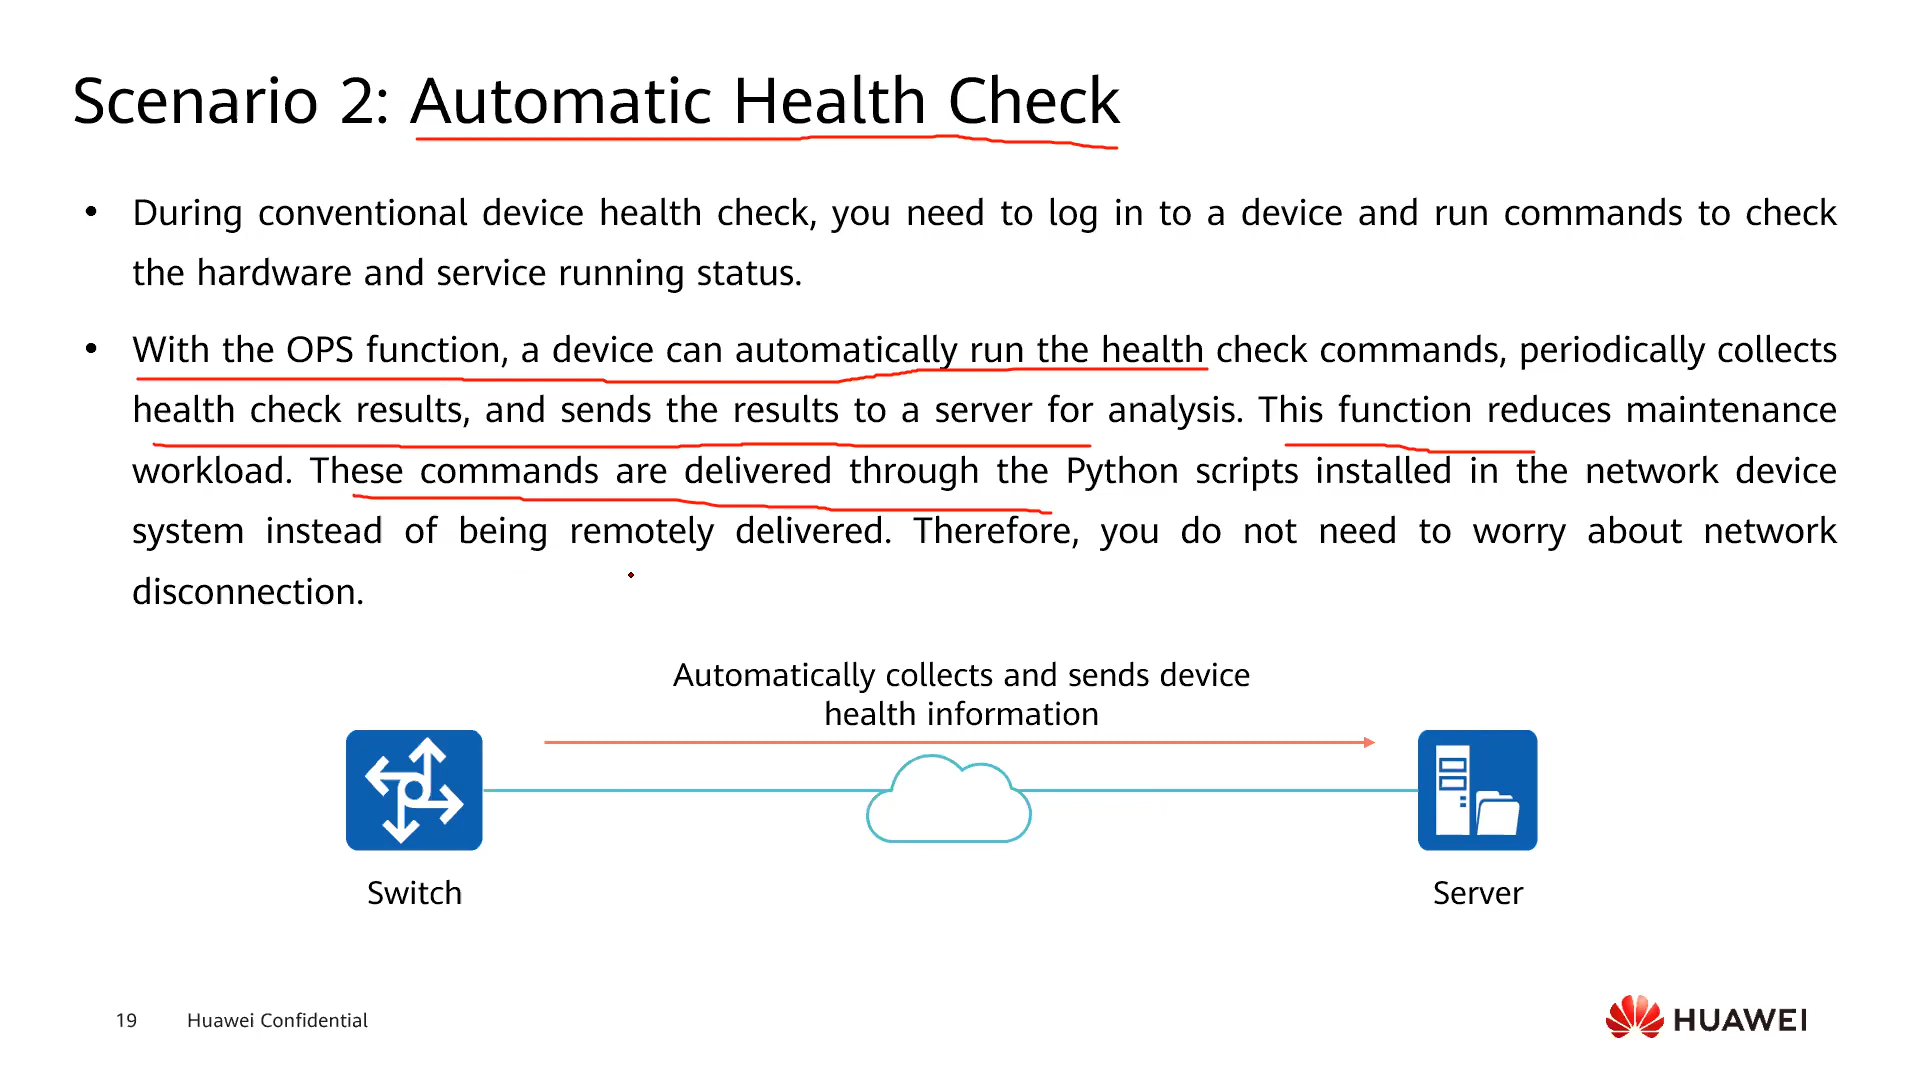 Scenario 2: Automatic Health Check
• During conventional device health check, you need to log in to a device and run commands to check
the hardware and service running status.
• With the OPS function, a device can automatically run the health check commands, periodically collects
health check results, and sends the results to a server for analysis. This function reduces maintenance
workload. These commands are delivered through the Python scripts installed in the network device
system instead of being remotely delivered. Therefore, you do not need to worry about network
disconnection.
Automatically collects and sends device
health information
Switch
Server
19 Huawei Confidential
HUAWEI